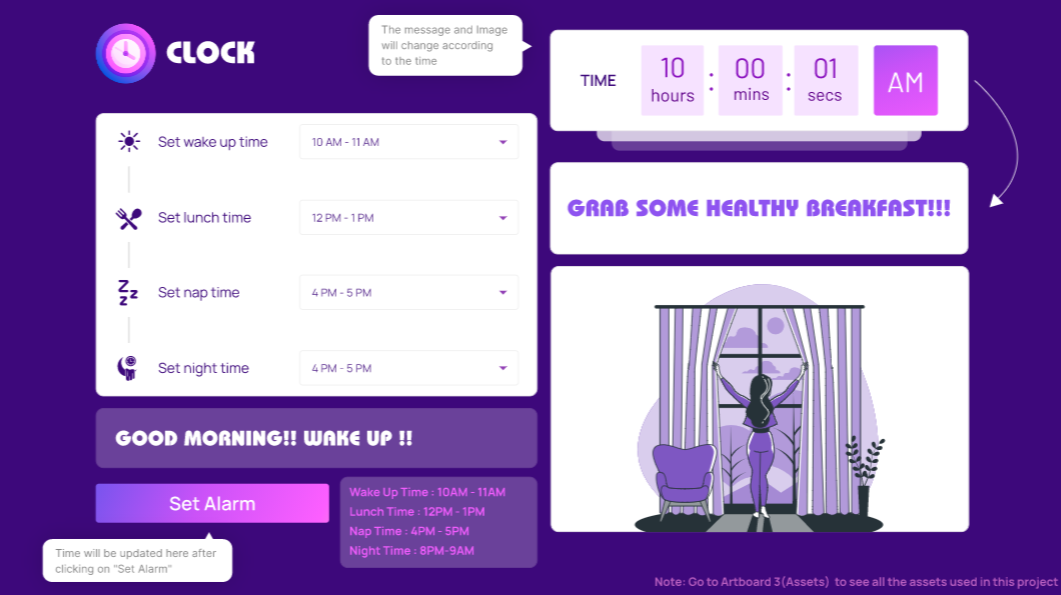 CLOCK
The message and Image
will change according
to the time
TIME
10
hours
:
00
mins
:
01
secs
AM
Set wake up time
10 AM - 11 AM
Set lunch time
12 PM - 1 PM
Set nap time
4 PM - 5 PM
Set night time
4 PM - 5 PM
GRAB SOME HEALTHY BREAKFAST!!!
GOOD MORNING!! WAKE UP !!
Set Alarm
Wake Up Time : 10AM - 11AM
Lunch Time : 12PM - 1PM
Nap Time : 4PM - 5PM
Night Time : 8PM-9AM
Time will be updated here after
clicking on "Set Alarm"
Note: Go to Artboard 3(Assets) to see all the assets used in this project